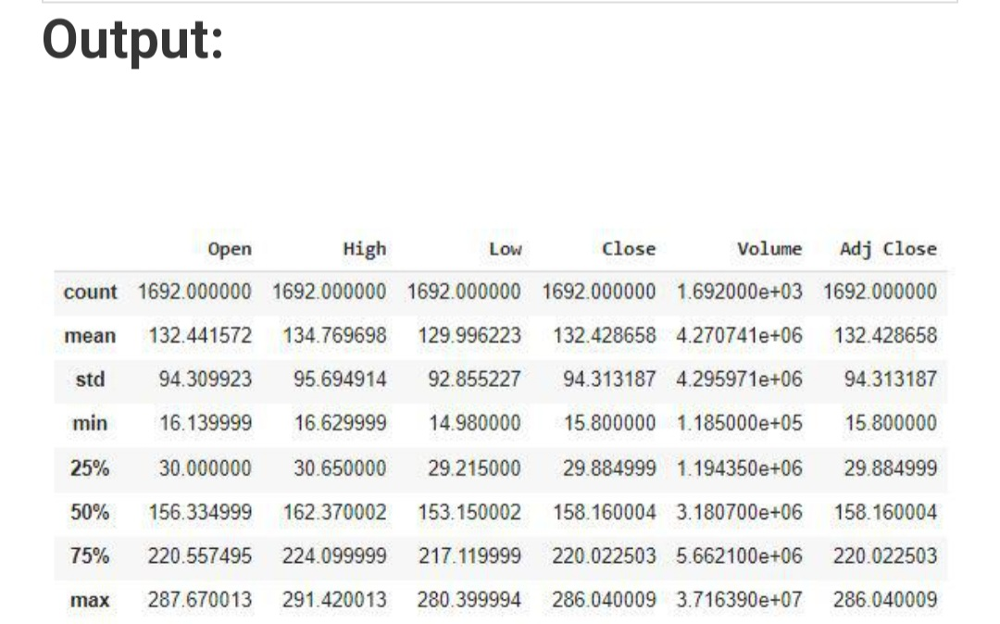 Output:
Open High Low Close Volume Adj Close
count 1692.000000 1692.000000 1692.000000 1692.000000 1.692000e+03 1692.000000
mean 132.441572 134.769698 129.996223 132.428658 4.270741e+06 132.428658
std 94.309923 95.694914 92.855227 94.313187 4.295971e+06 94.313187
min 16.139999 16.629999 14.980000 15.800000 1.185000e+05 15.800000
25% 30.000000 30.650000 29.215000 29.884999 1.194350e+06 29.884999
50% 156.334999 162.370002 153.150002 158.160004 3.180700e+06 158.160004
75% 220.557495 224.099999 217.119999 220.022503 5.662100e+06 220.022503
max 287.670013 291.420013 280.399994 286.040009 3.716390e+07 286.040009